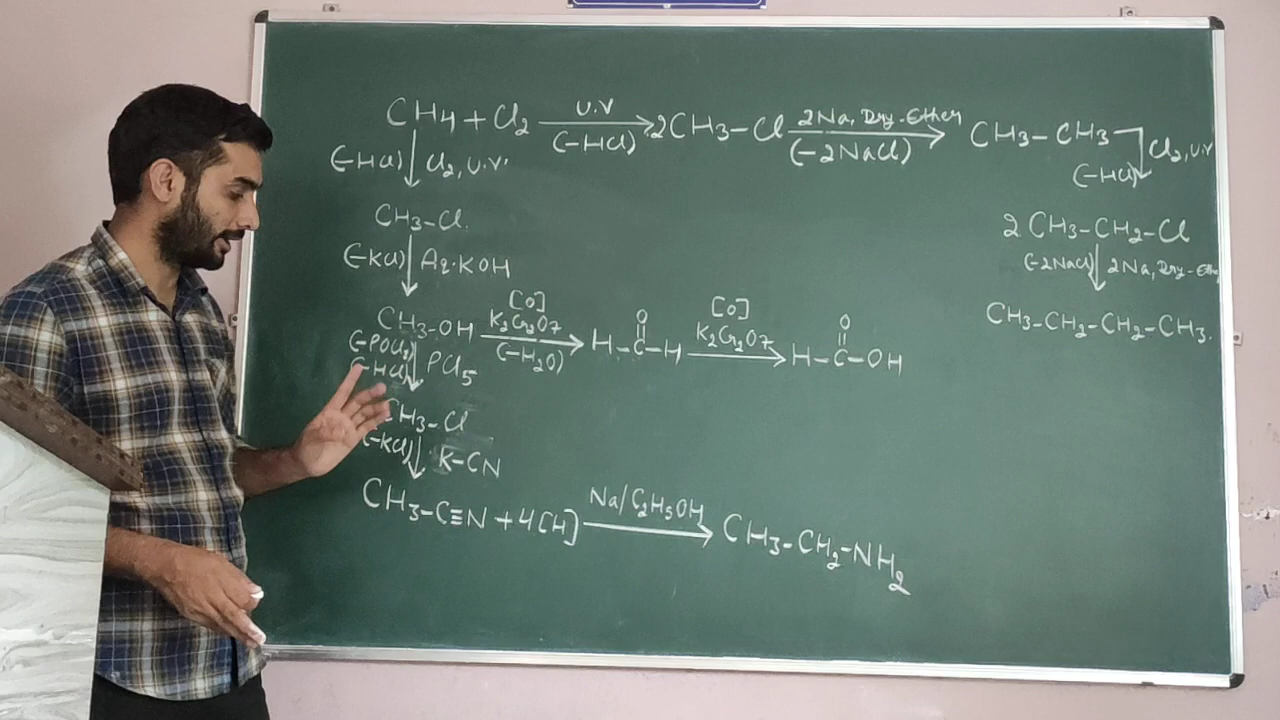 CH4 + Cl2 U.V (-HCl) 2CH3-Cl 2Na, Dry-Ether (-2NaCl) CH3-CH3 Cl2, U.V (-HCl)
(-HCl) Cl2, U.V.
CH3-Cl. 2 CH3-CH2-Cl
(-KCl) Aq.KOH (-2NaCl) 2Na, Dry-Ethe
CH3-CH2-CH2-CH3.
CH3-OH [O] K2Cr2O7 (-H2O) H-C-H O [O] K2Cr2O7 H-C-OH O
(-POCl3) (-HCl) PCl5
CH3-Cl
(-KCl) K-CN
CH3-C≡N + 4[H] Na/C2H5OH CH3-CH2-NH2